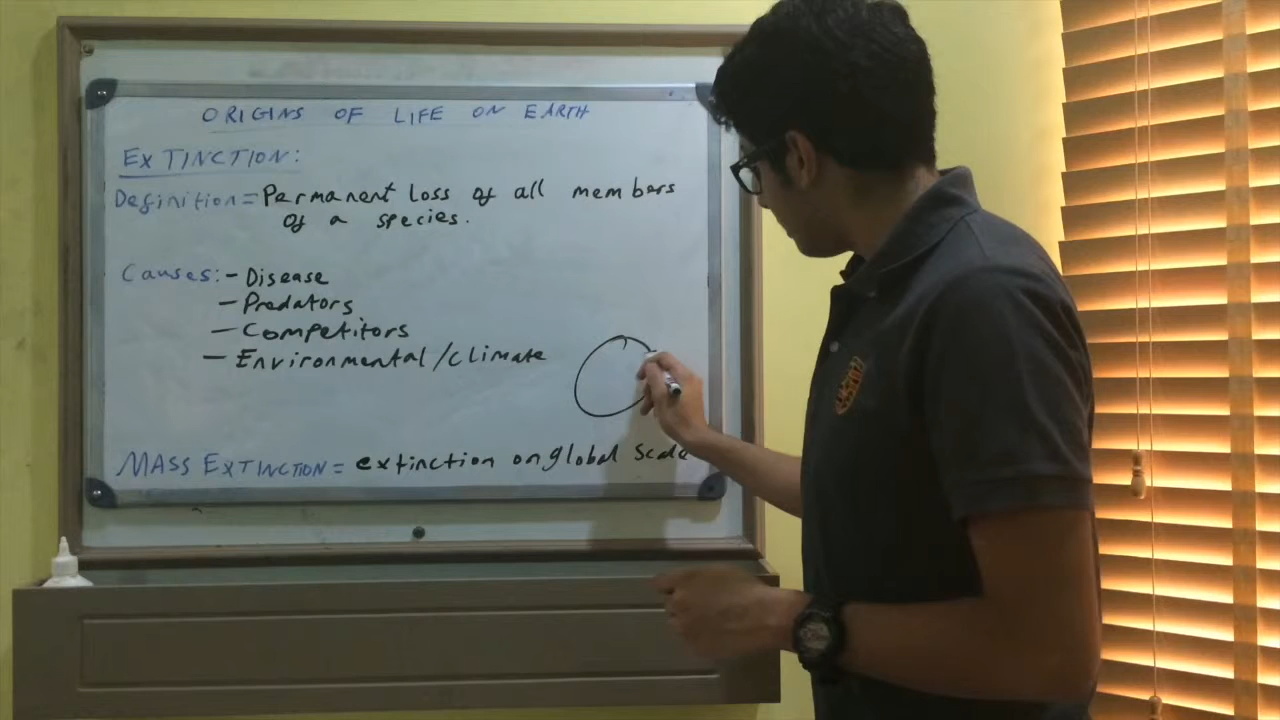 ORIGINS OF LIFE ON EARTH
EXTINCTION:
Definition = Permanent Loss of all members
of a species.
Causes: - Disease
- Predators
- Competitors
- Environmental/climate
MASS EXTINCTION = extinction on global scale